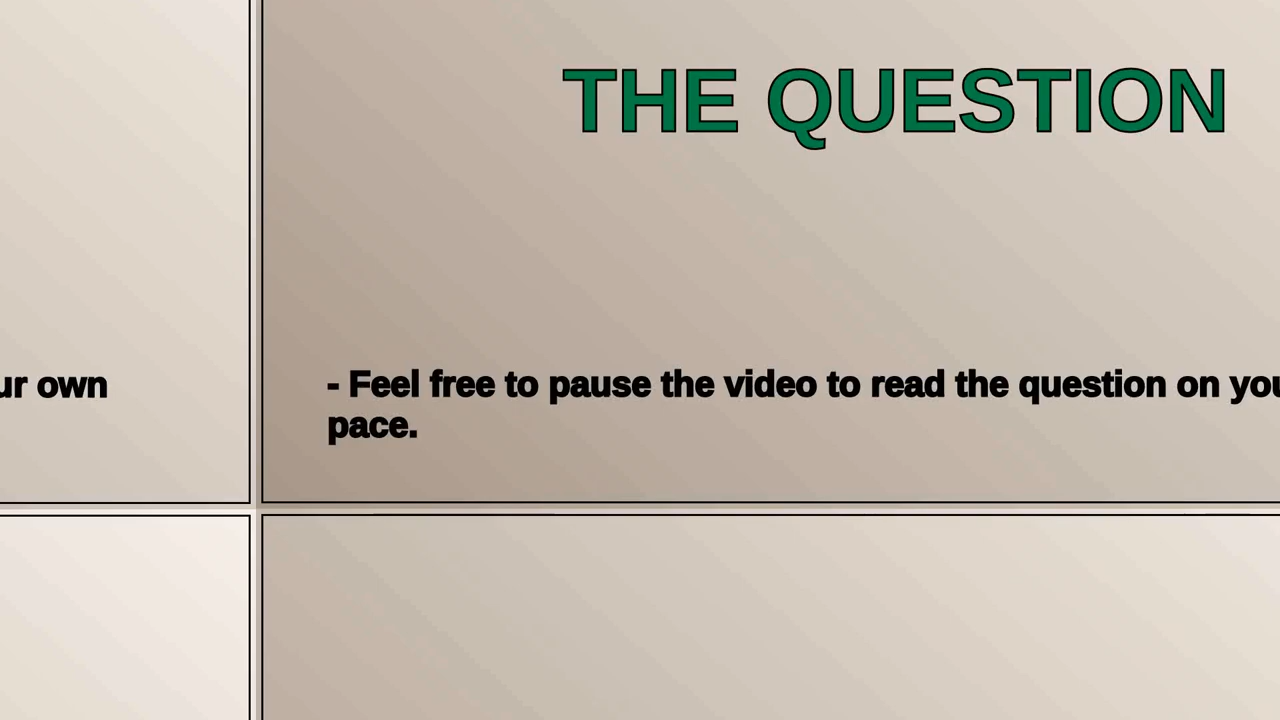 THE QUESTION
ur own
- Feel free to pause the video to read the question on you
pace.